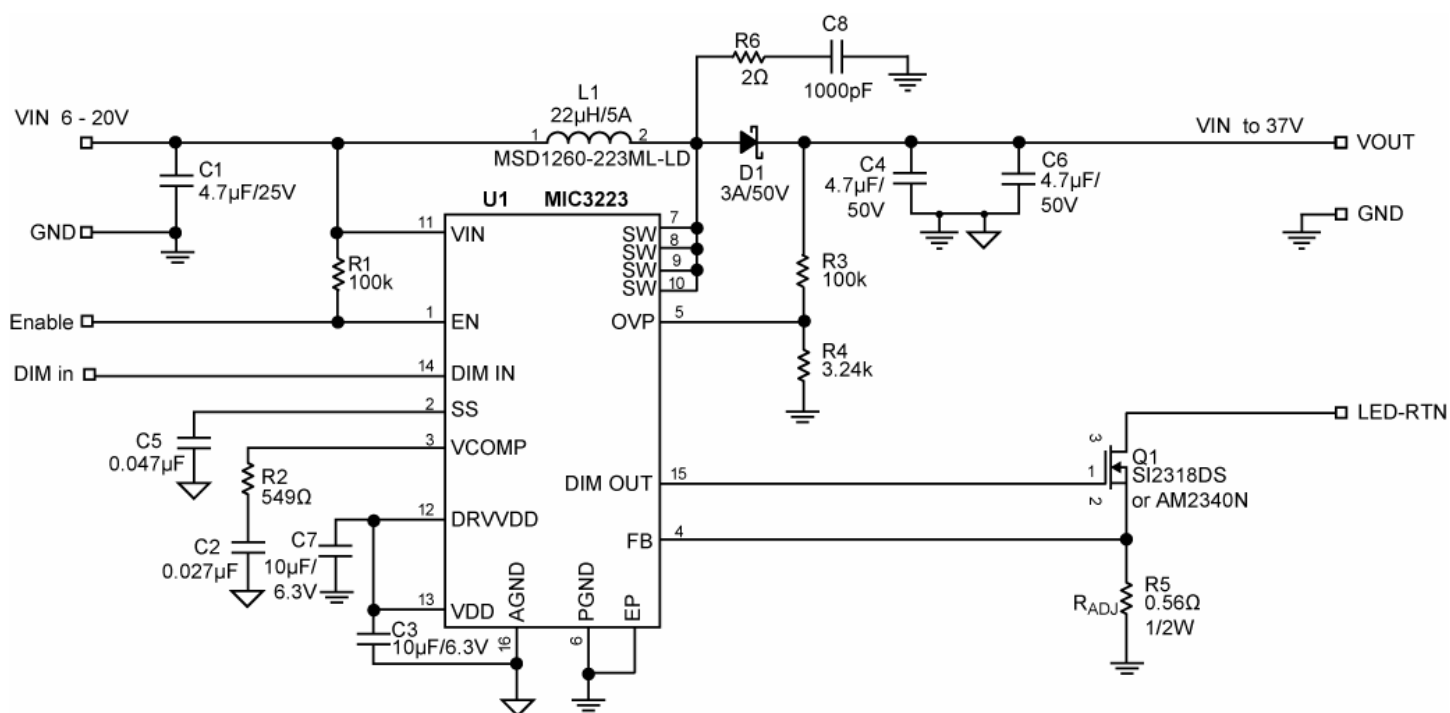 C8
R6
2Ω
1000pF
L1
22µH/5A
VIN 6 - 20V
1
2
VIN to 37V
VOUT
MSD1260-223ML-LD
C1
4.7µF/25V
D1
3A/50V
C4
4.7µF/
50V
C6
4.7µF/
50V
U1 MIC3223
GND
GND
11
VIN
7
SW
8
SW
9
SW
10
SW
R1
100k
R3
100k
Enable
1
EN
OVP
5
DIM in
14
DIM IN
R4
3.24k
2
SS
LED-RTN
C5
0.047µF
3
VCOMP
R2
549Ω
3
1
2
Q1
SI2318DS
or AM2340N
DIM OUT
15
12
DRVVDD
C2
0.027µF
C7
10µF/
6.3V
FB
4
13
VDD
AGND
PGND
EP
C3
10µF/6.3V
16
6
RADJ
R5
0.56Ω
1/2W